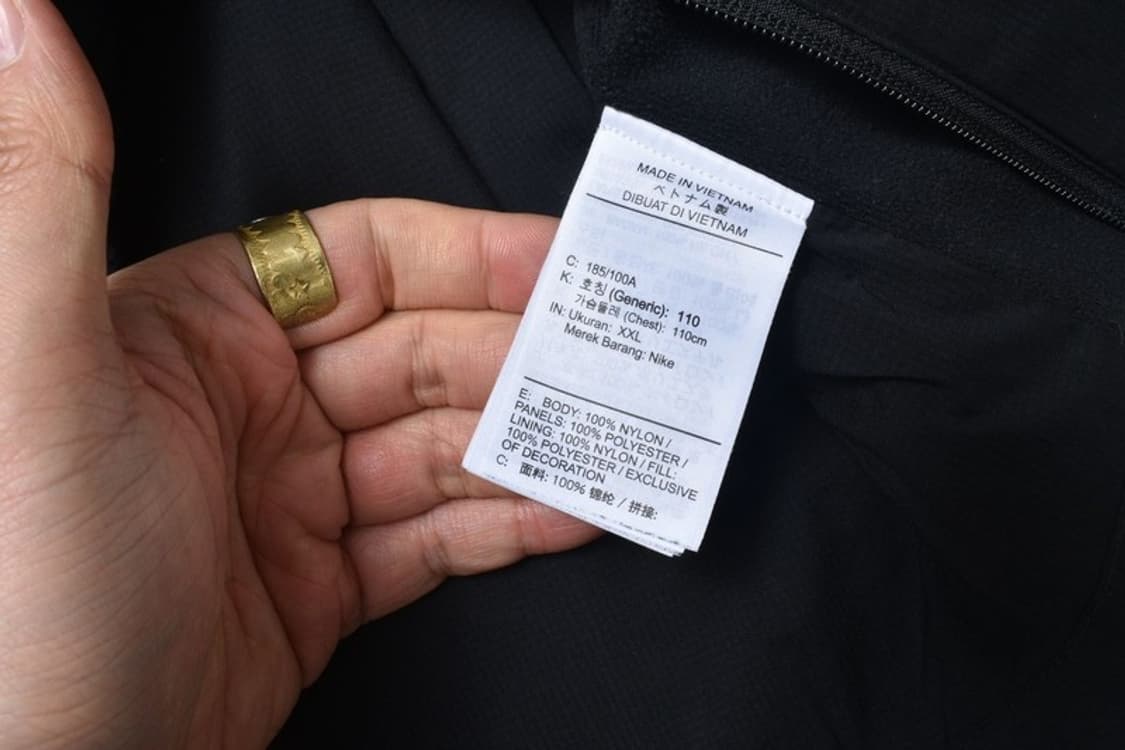 MADE IN VIETNAM
ベトナム製
DIBUAT DI VIETNAM
C: 185/100A
K: 호칭 (Generic): 110
가슴둘레 (Chest): 110cm
IN: Ukuran: XXL
Merek Barang: Nike
E: BODY: 100% NYLON /
PANELS: 100% POLYESTER /
LINING: 100% NYLON / FILL:
100% POLYESTER / EXCLUSIVE
OF DECORATION
C: 面料: 100% 锦纶 / 拼接: